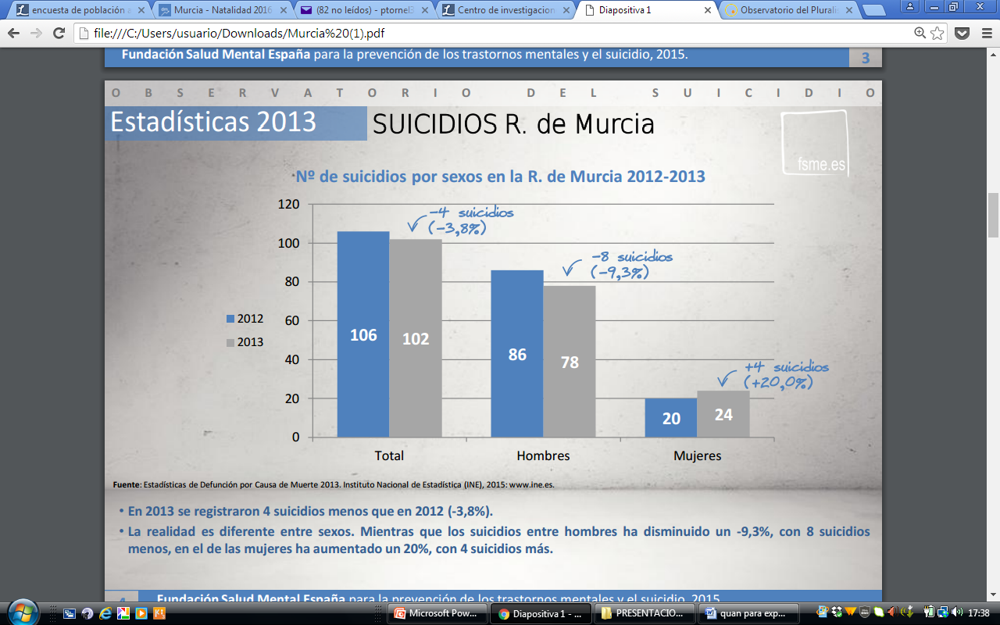 encuesta de población a
Murcia - Natalidad 2016
(82 no leídos) - ptornel3
Centro de investigacion
Diapositiva 1
Observatorio del Plurali
file:///C:/Users/usuario/Downloads/Murcia%20(1).pdf
Fundación Salud Mental España para la prevención de los trastornos mentales y el suicidio, 2015.
3
OBSERVATORIO DEL SUICIDIO
Estadísticas 2013
SUICIDIOS R. de Murcia
fsme.es
Nº de suicidios por sexos en la R. de Murcia 2012-2013
120
100
80
60
40
20
0
2012
2013
-4 suicidios
(-3,8%)
-8 suicidios
(-9,3%)
+4 suicidios
(+20,0%)
106
102
86
78
20
24
Total
Hombres
Mujeres
Fuente: Estadísticas de Defunción por Causa de Muerte 2013. Instituto Nacional de Estadística (INE), 2015: www.ine.es.
• En 2013 se registraron 4 suicidios menos que en 2012 (-3,8%).
• La realidad es diferente entre sexos. Mientras que los suicidios entre hombres ha disminuido un -9,3%, con 8 suicidios
menos, en el de las mujeres ha aumentado un 20%, con 4 suicidios más.
4
Fundación Salud Mental España para la prevención de los trastornos mentales y el suicidio, 2015.
Microsoft Pow...
Diapositiva 1 - ...
PRESENTACIO...
quan para exp...
17:38